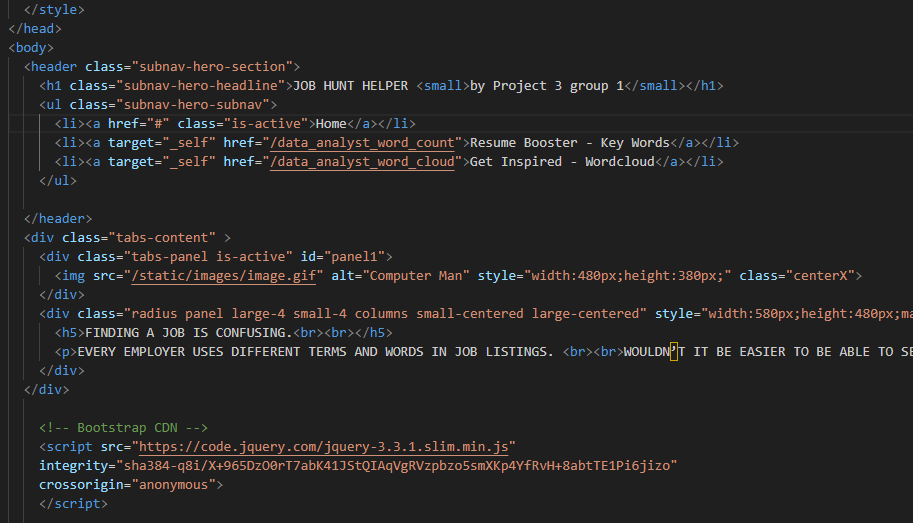 </style>
</head>
<body>
<header class="subnav-hero-section">
<h1 class="subnav-hero-headline">JOB HUNT HELPER <small>by Project 3 group 1</small></h1>
<ul class="subnav-hero-subnav">
<li><a href="#" class="is-active">Home</a></li>
<li><a target="_self" href="/data_analyst_word_count">Resume Booster - Key Words</a></li>
<li><a target="_self" href="/data_analyst_word_cloud">Get Inspired - Wordcloud</a></li>
</ul>
</header>
<div class="tabs-content" >
<div class="tabs-panel is-active" id="panel1">
<img src="/static/images/image.gif" alt="Computer Man" style="width:480px;height:380px;" class="centerX">
</div>
<div class="radius panel large-4 small-4 columns small-centered large-centered" style="width:580px;height:480px;ma
<h5>FINDING A JOB IS CONFUSING.<br><br></h5>
<p>EVERY EMPLOYER USES DIFFERENT TERMS AND WORDS IN JOB LISTINGS. <br><br>WOULDN’T IT BE EASIER TO BE ABLE TO SE
</div>
</div>
<!-- Bootstrap CDN -->
<script src="https://code.jquery.com/jquery-3.3.1.slim.min.js"
integrity="sha384-q8i/X+965DzO0rT7abK41JStQIAqVgRVzpbzo5smXKp4YfRvH+8abtTE1Pi6jizo"
crossorigin="anonymous">
</script>